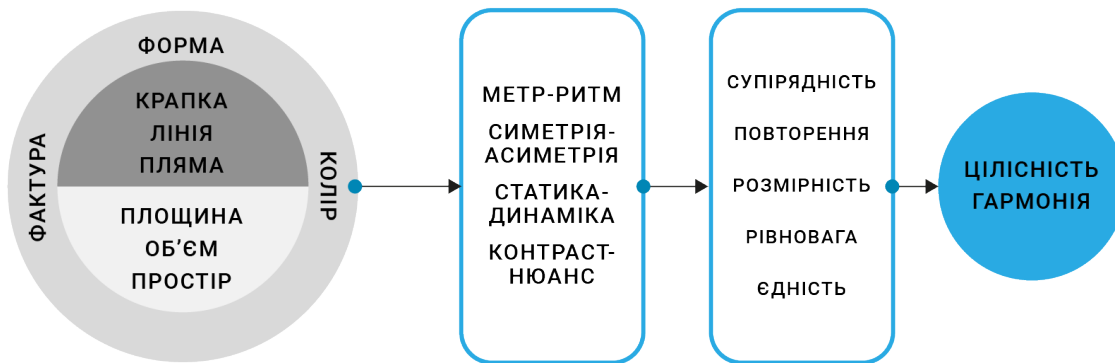 ФОРМА
ФАКТУРА
КОЛІР
КРАПКА
ЛІНІЯ
ПЛЯМА
ПЛОЩИНА
ОБ’ЄМ
ПРОСТІР
МЕТР-РИТМ
СИМЕТРІЯ-
АСИМЕТРІЯ
СТАТИКА-
ДИНАМІКА
КОНТРАСТ-
НЮАНС
СУПІРЯДНІСТЬ
ПОВТОРЕННЯ
РОЗМІРНІСТЬ
РІВНОВАГА
ЄДНІСТЬ
ЦІЛІСНІСТЬ
ГАРМОНІЯ